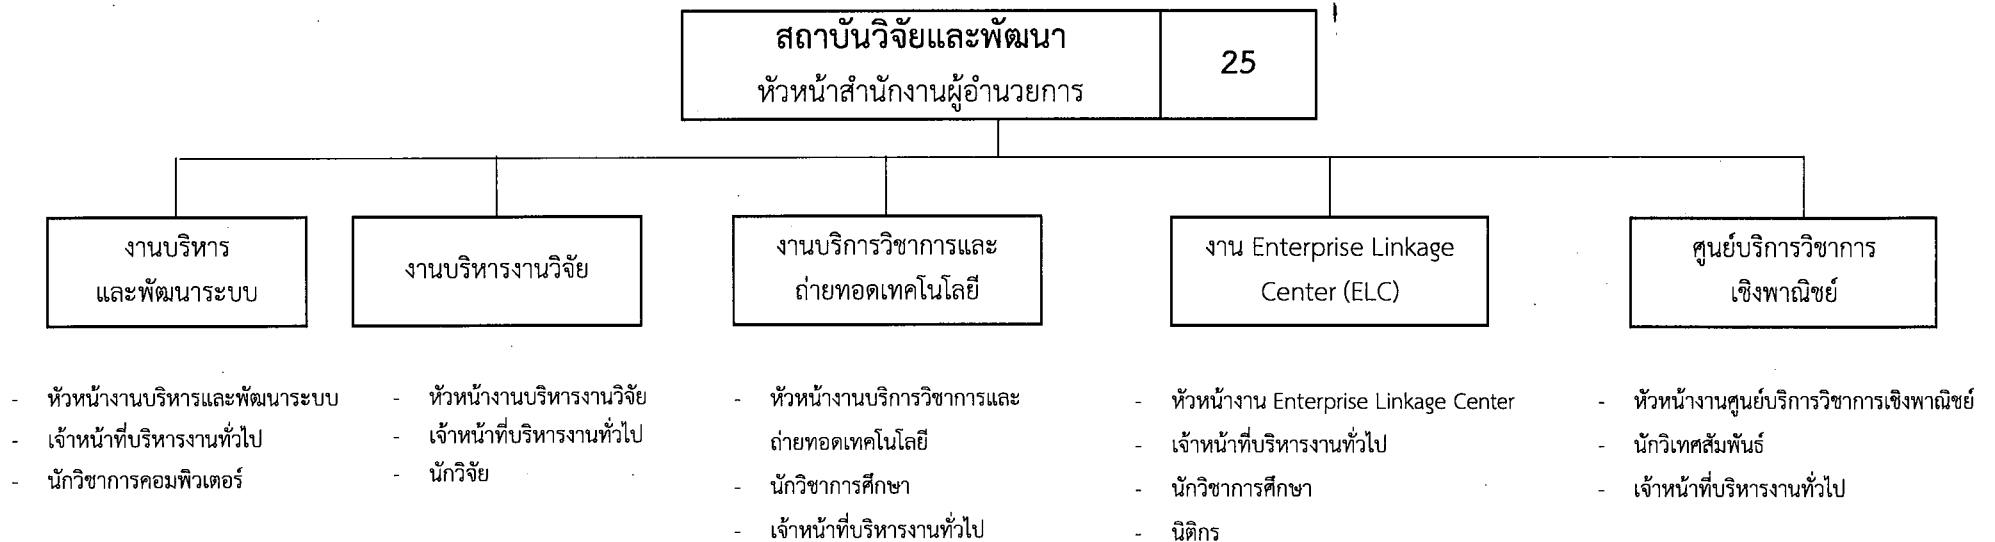 สถาบันวิจัยและพัฒนา
หัวหน้าสำนักงานผู้อำนวยการ
25
งานบริหาร
และพัฒนาระบบ
งานบริหารงานวิจัย
งานบริการวิชาการและ
ถ่ายทอดเทคโนโลยี
งาน Enterprise Linkage
Center (ELC)
ศูนย์บริการวิชาการ
เชิงพาณิชย์
- หัวหน้างานบริหารและพัฒนาระบบ
- เจ้าหน้าที่บริหารงานทั่วไป
- นักวิชาการคอมพิวเตอร์
- หัวหน้างานบริหารงานวิจัย
- เจ้าหน้าที่บริหารงานทั่วไป
- นักวิจัย
- หัวหน้างานบริการวิชาการและ
ถ่ายทอดเทคโนโลยี
- นักวิชาการศึกษา
- เจ้าหน้าที่บริหารงานทั่วไป
- หัวหน้างาน Enterprise Linkage Center
- เจ้าหน้าที่บริหารงานทั่วไป
- นักวิชาการศึกษา
- นิติกร
- หัวหน้างานศูนย์บริการวิชาการเชิงพาณิชย์
- นักวิเทศสัมพันธ์
- เจ้าหน้าที่บริหารงานทั่วไป